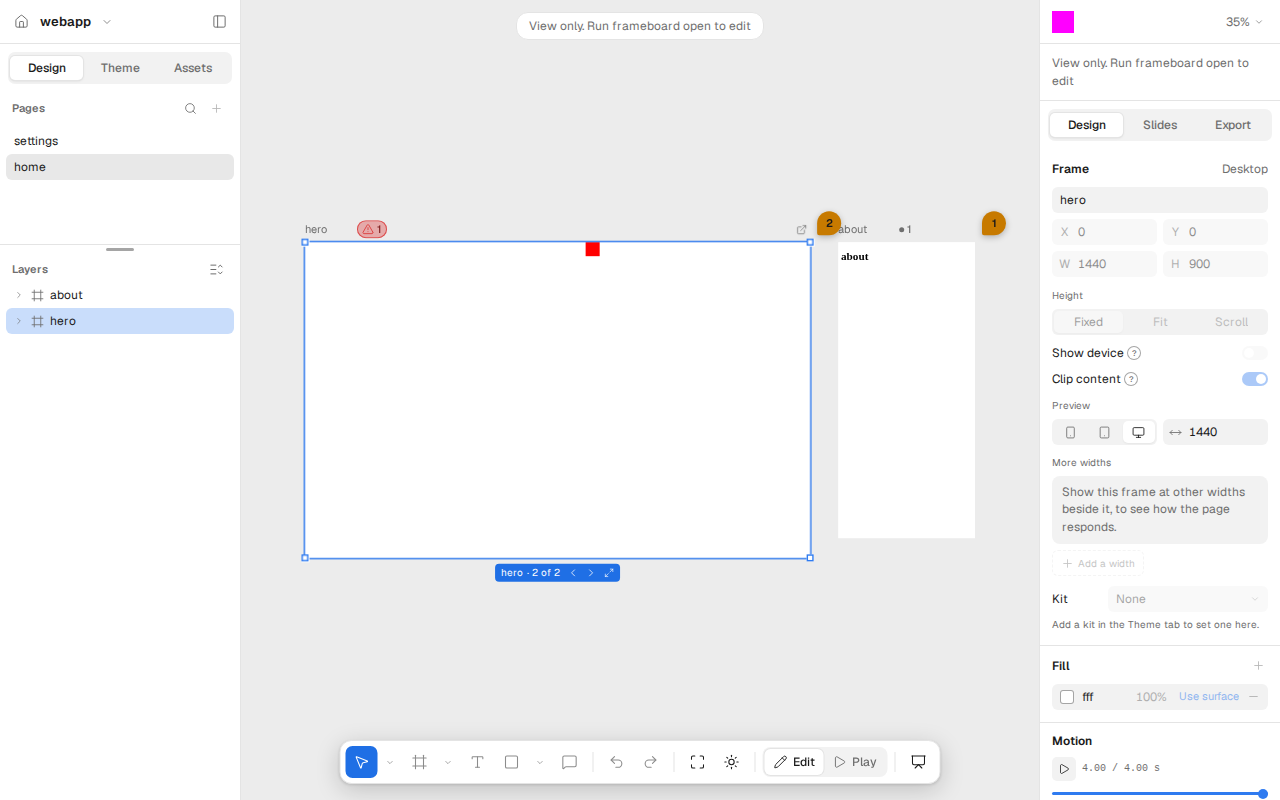 webapp
View only. Run frameboard open to edit
35%
View only. Run frameboard open to
edit
Design
Theme
Assets
Pages
settings
home
Layers
about
hero
hero
1
2
about
1
1
about
hero · 2 of 2
Edit
Play
Design
Slides
Export
Frame
Desktop
hero
X 0
Y 0
W 1440
H 900
Height
Fixed
Fit
Scroll
Show device ?
Clip content ?
Preview
1440
More widths
Show this frame at other widths
beside it, to see how the page
responds.
Add a width
Kit
None
Add a kit in the Theme tab to set one here.
Fill
fff
100%
Use surface
Motion
4.00 / 4.00 s